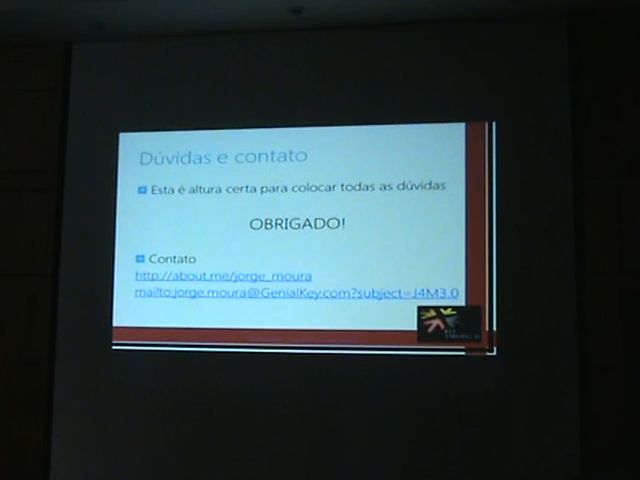 Dúvidas e contato
Esta é altura certa para colocar todas as dúvidas
OBRIGADO!
Contato
http://about.me/jorge_moura
mailto:jorge.moura@GenialKey.com?subject=J4M3.0